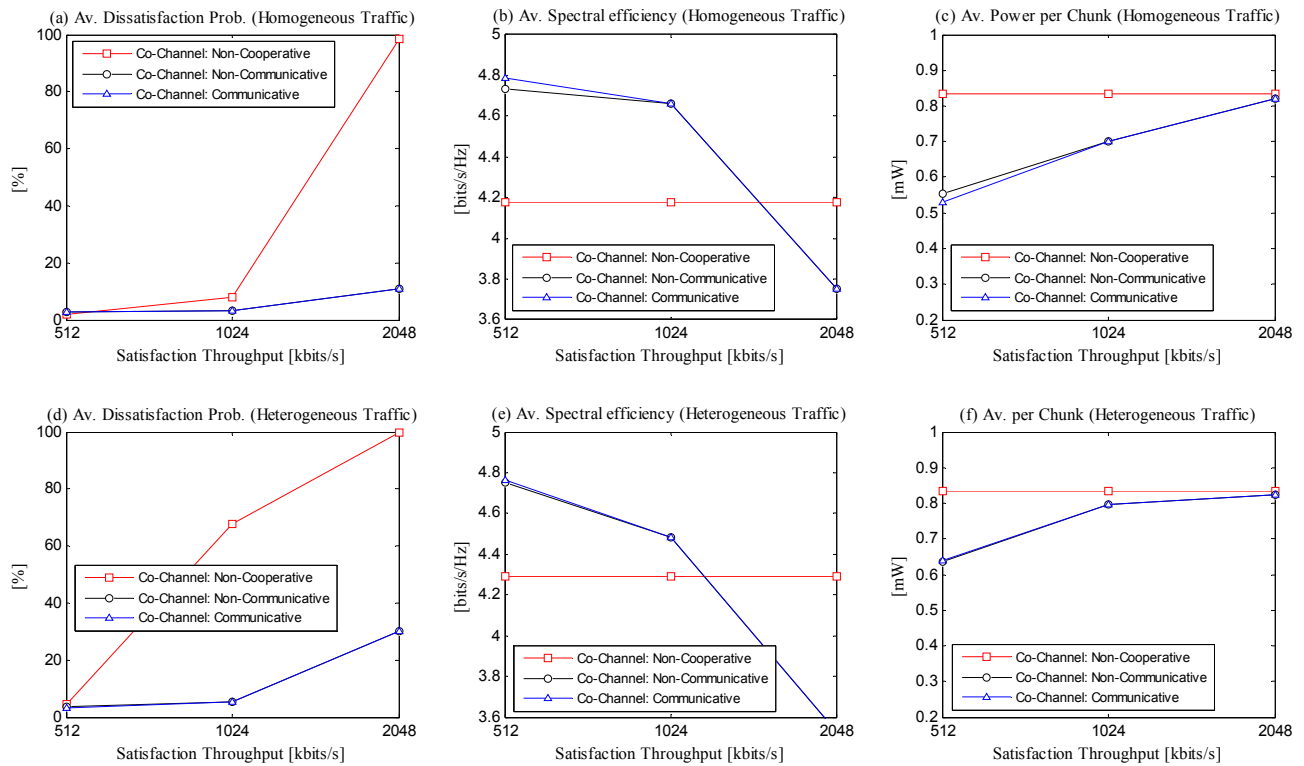 (a) Av. Dissatisfaction Prob. (Homogeneous Traffic)
100
80
60
40
20
0
[%]
Co-Channel: Non-Cooperative
Co-Channel: Non-Communicative
Co-Channel: Communicative
512
1024
2048
Satisfaction Throughput [kbits/s]
(b) Av. Spectral efficiency (Homogeneous Traffic)
5
4.8
4.6
4.4
4.2
4
3.8
3.6
[bits/s/Hz]
Co-Channel: Non-Cooperative
Co-Channel: Non-Communicative
Co-Channel: Communicative
512
1024
2048
Satisfaction Throughput [kbits/s]
(c) Av. Power per Chunk (Homogeneous Traffic)
1
0.9
0.8
0.7
0.6
0.5
0.4
0.3
0.2
[mW]
Co-Channel: Non-Cooperative
Co-Channel: Non-Communicative
Co-Channel: Communicative
512
1024
2048
Satisfaction Throughput [kbits/s]
(d) Av. Dissatisfaction Prob. (Heterogeneous Traffic)
100
80
60
40
20
0
[%]
Co-Channel: Non-Cooperative
Co-Channel: Non-Communicative
Co-Channel: Communicative
512
1024
2048
Satisfaction Throughput [kbits/s]
(e) Av. Spectral efficiency (Heterogeneous Traffic)
5
4.8
4.6
4.4
4.2
4
3.8
3.6
[bits/s/Hz]
Co-Channel: Non-Cooperative
Co-Channel: Non-Communicative
Co-Channel: Communicative
512
1024
2048
Satisfaction Throughput [kbits/s]
(f) Av. per Chunk (Heterogeneous Traffic)
1
0.9
0.8
0.7
0.6
0.5
0.4
0.3
0.2
[mW]
Co-Channel: Non-Cooperative
Co-Channel: Non-Communicative
Co-Channel: Communicative
512
1024
2048
Satisfaction Throughput [kbits/s]